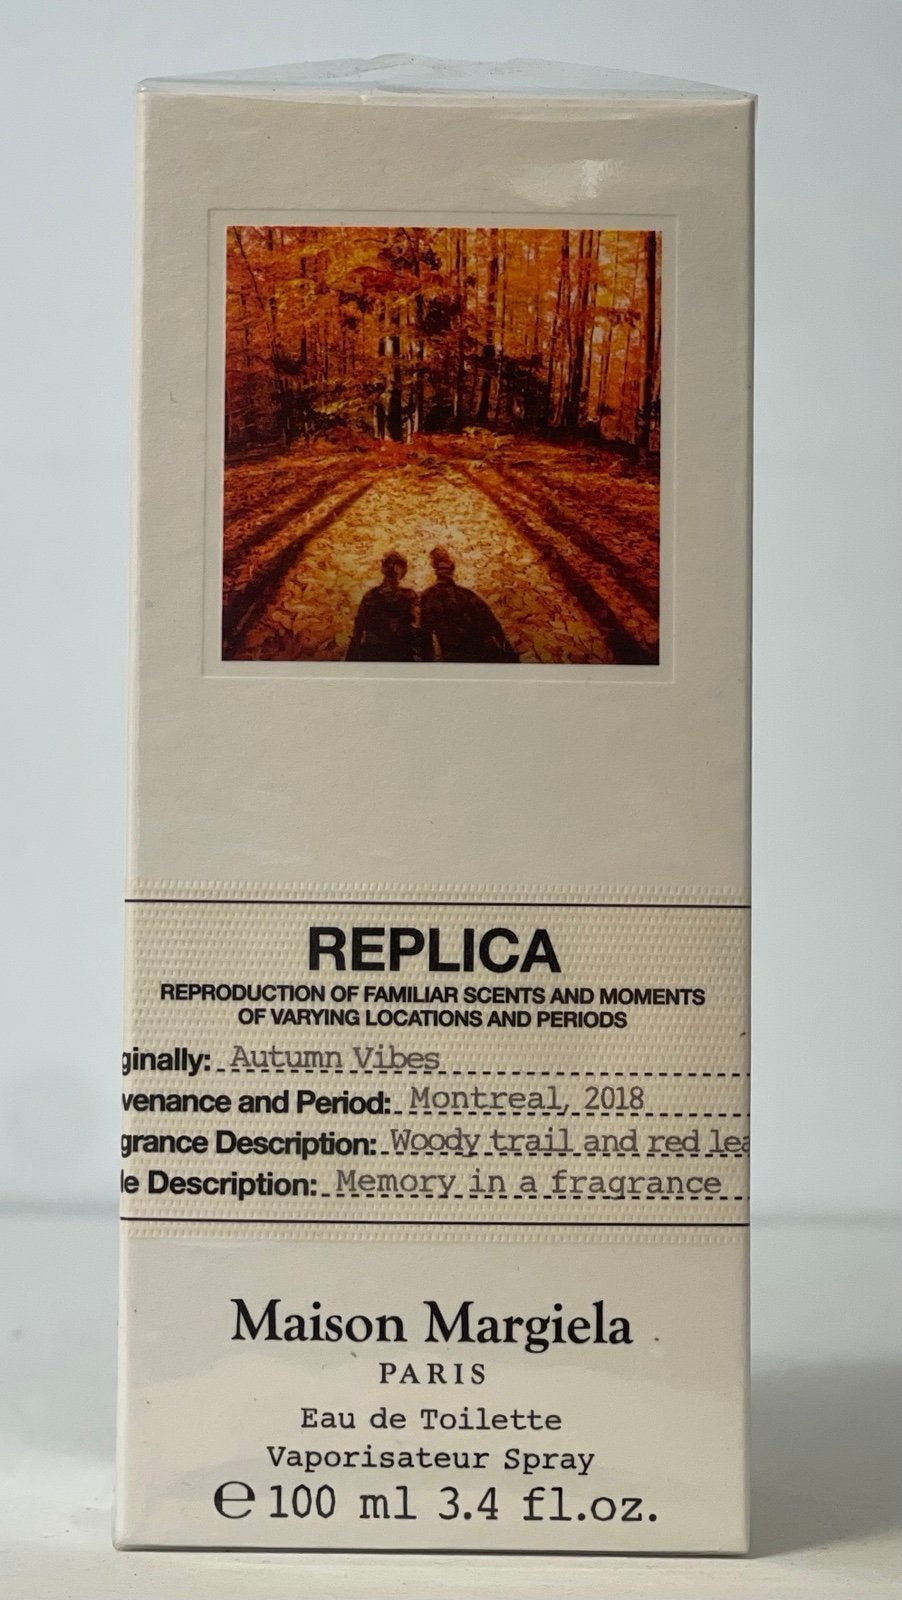 REPLICA
REPRODUCTION OF FAMILIAR SCENTS AND MOMENTS
OF VARYING LOCATIONS AND PERIODS
ginally: Autumn Vibes
venance and Period: Montreal, 2018
grance Description: Woody trail and red lea
le Description: Memory in a fragrance
Maison Margiela
PARIS
Eau de Toilette
Vaporisateur Spray
℮ 100 ml 3.4 fl.oz.